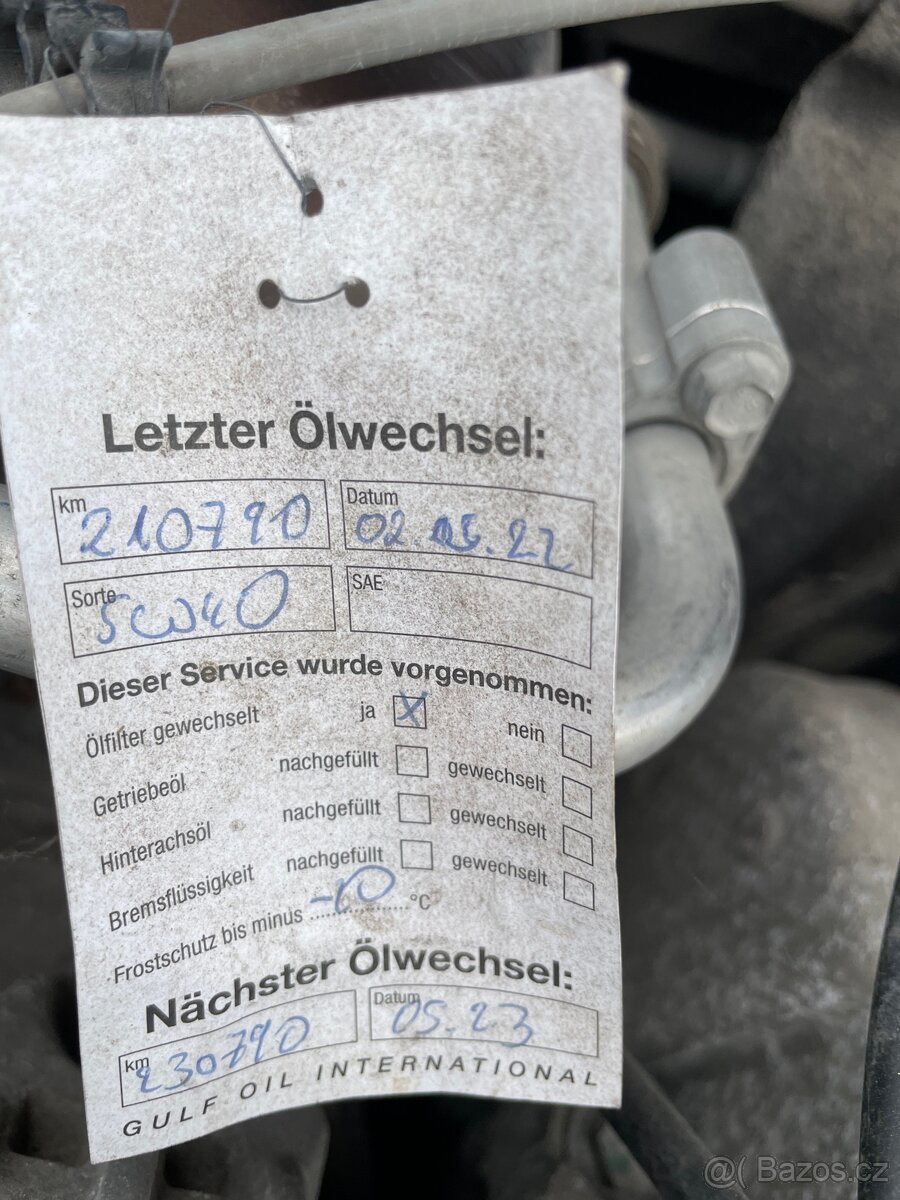 Letzter Ölwechsel:
km 210790 Datum 02.05.22
Sorte 5W40 SAE
Dieser Service wurde vorgenommen:
Ölfilter gewechselt ja X nein
Getriebeöl nachgefüllt gewechselt
Hinterachsöl nachgefüllt gewechselt
Bremsflüssigkeit nachgefüllt gewechselt
Frostschutz bis minus -40 °C
Nächster Ölwechsel:
km 230790 Datum 05.23
GULF OIL INTERNATIONAL
@( Bazos.cz